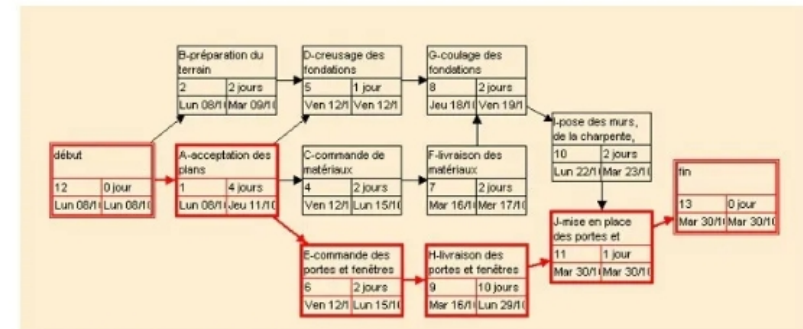 B-préparation du
terrain
2 2 jours
Lun 08/1 Mar 09/1
D-creusage des
fondations
5 1 jour
Ven 12/1 Ven 12/1
G-coulage des
fondations
8 2 jours
Jeu 18/1 Ven 19/1
I-pose des murs,
de la charpente,
10 2 jours
Lun 22/1 Mar 23/1
début
12 0 jour
Lun 08/1 Lun 08/1
A-acceptation des
plans
1 4 jours
Lun 08/1 Jeu 11/1
C-commande de
matériaux
4 2 jours
Ven 12/1 Lun 15/1
F-livraison des
matériaux
7 2 jours
Mar 16/1 Mer 17/1
fin
13 0 jour
Mar 30/1 Mar 30/1
E-commande des
portes et fenêtres
6 2 jours
Ven 12/1 Lun 15/1
H-livraison des
portes et fenêtres
9 10 jours
Mar 16/1 Lun 29/1
J-mise en place
des portes et
11 1 jour
Mar 30/1 Mar 30/1